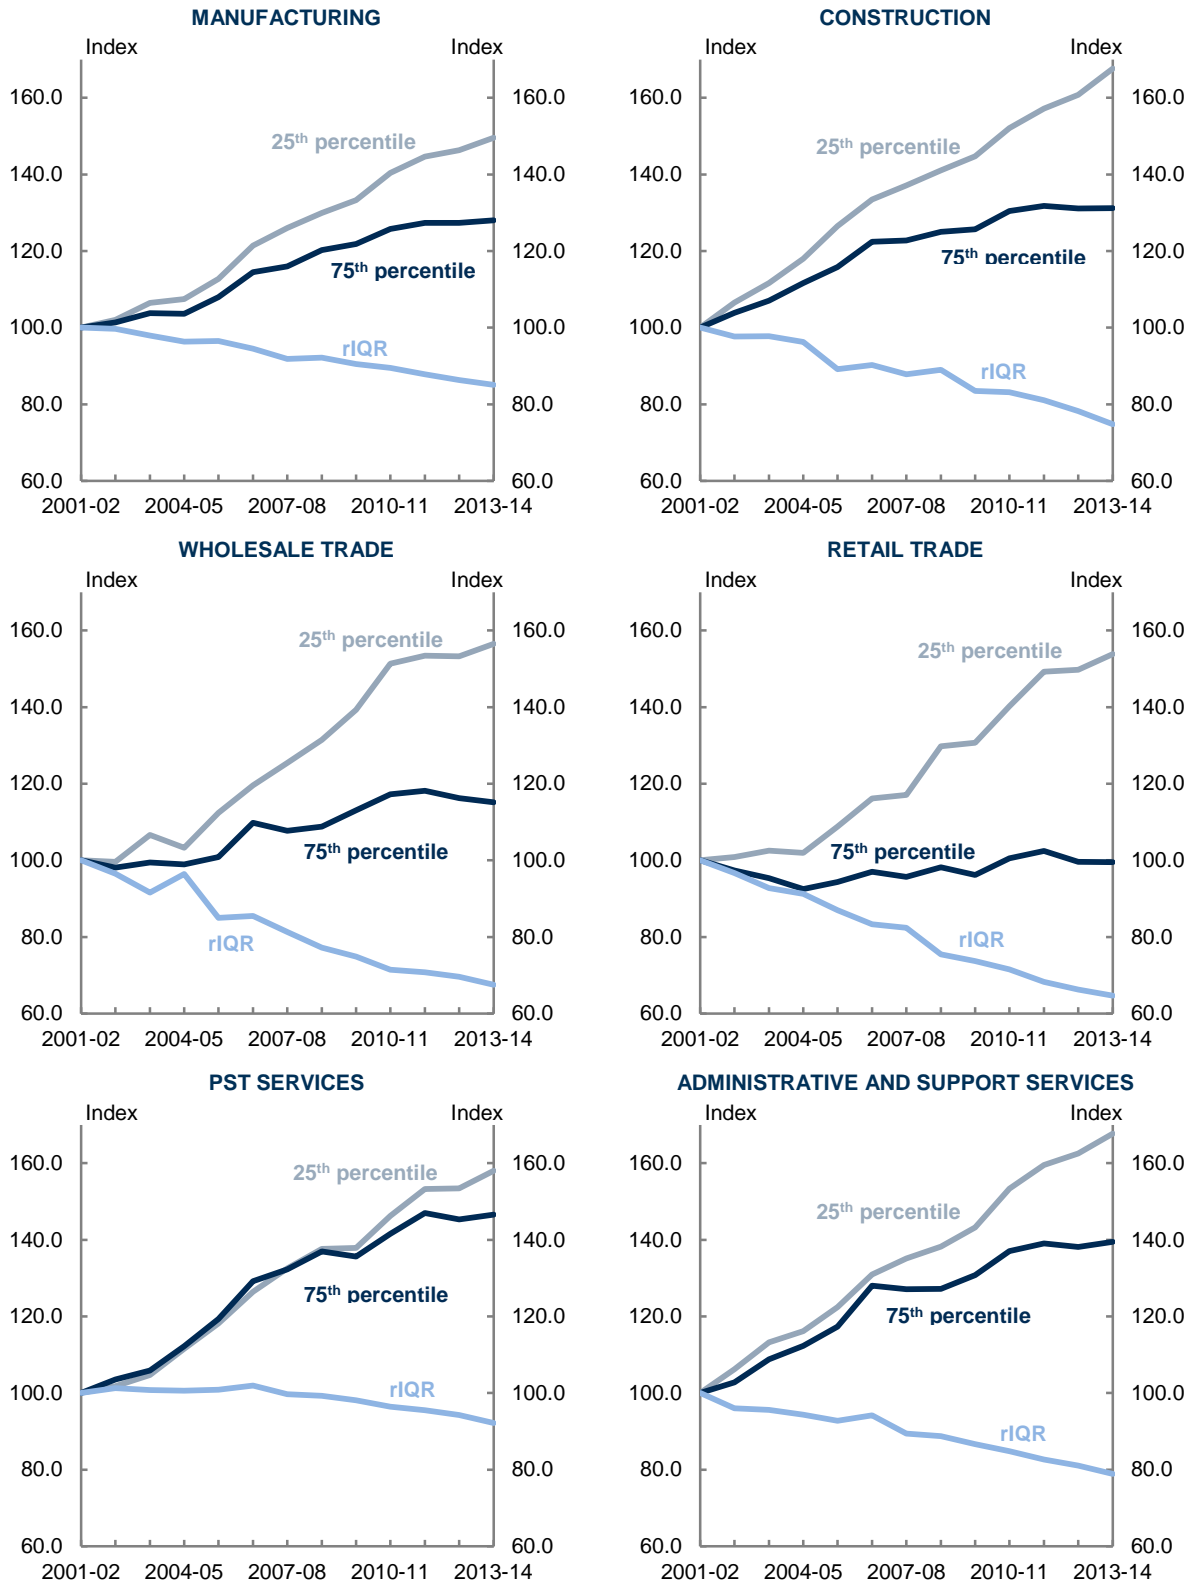 MANUFACTURING
Index Index
160.0 160.0
25th percentile
140.0 140.0
120.0 120.0
75th percentile
100.0 100.0
rIQR
80.0 80.0
60.0 60.0
2001-02 2004-05 2007-08 2010-11 2013-14
CONSTRUCTION
Index Index
160.0 160.0
25th percentile
140.0 140.0
120.0 120.0
75th percentile
100.0 100.0
rIQR
80.0 80.0
60.0 60.0
2001-02 2004-05 2007-08 2010-11 2013-14
WHOLESALE TRADE
Index Index
160.0 160.0
25th percentile
140.0 140.0
120.0 120.0
75th percentile
100.0 100.0
80.0 80.0
rIQR
60.0 60.0
2001-02 2004-05 2007-08 2010-11 2013-14
RETAIL TRADE
Index Index
160.0 160.0
25th percentile
140.0 140.0
120.0 120.0
75th percentile
100.0 100.0
80.0 80.0
rIQR
60.0 60.0
2001-02 2004-05 2007-08 2010-11 2013-14
PST SERVICES
Index Index
160.0 160.0
25th percentile
140.0 140.0
75th percentile
120.0 120.0
100.0 100.0
rIQR
80.0 80.0
60.0 60.0
2001-02 2004-05 2007-08 2010-11 2013-14
ADMINISTRATIVE AND SUPPORT SERVICES
Index Index
160.0 160.0
25th percentile
140.0 140.0
120.0 120.0
75th percentile
100.0 100.0
rIQR
80.0 80.0
60.0 60.0
2001-02 2004-05 2007-08 2010-11 2013-14